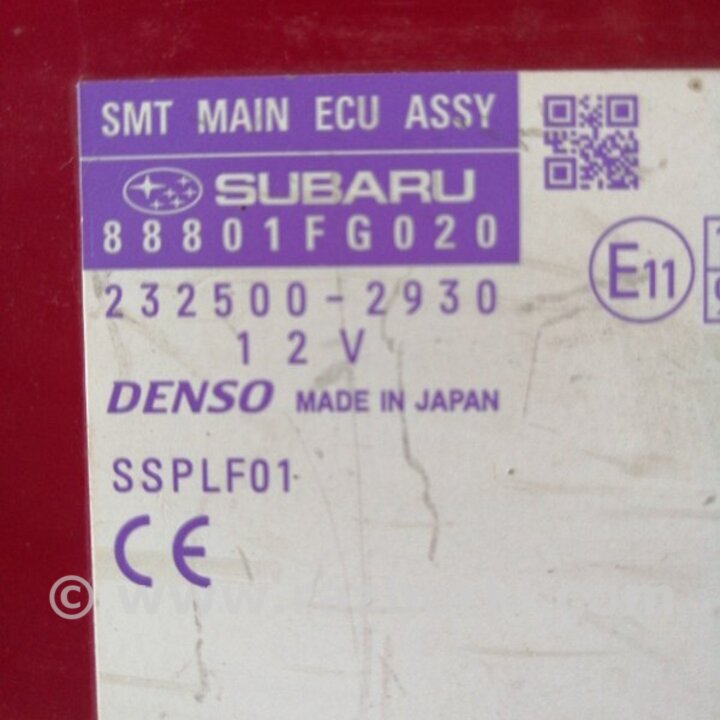 SMT MAIN ECU ASSY
SUBARU
88801FG020
232500-2930
12V
DENSO MADE IN JAPAN
SSPLF01
CE
E11